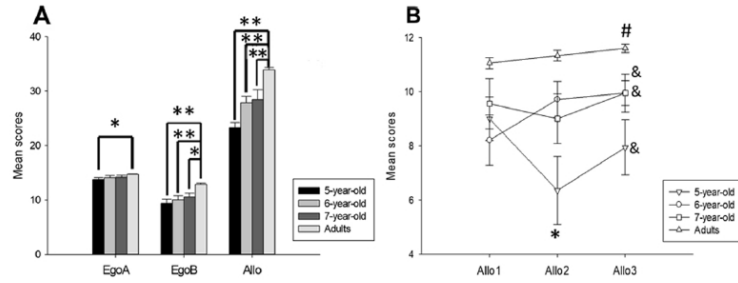 A
B
**
**
**
*
**
**
*
#
&
&
&
*
Mean scores
40
30
20
10
0
EgoA
EgoB
Allo
5-year-old
6-year-old
7-year-old
Adults
Mean scores
12
10
8
6
4
Allo1
Allo2
Allo3
5-year-old
6-year-old
7-year-old
Adults